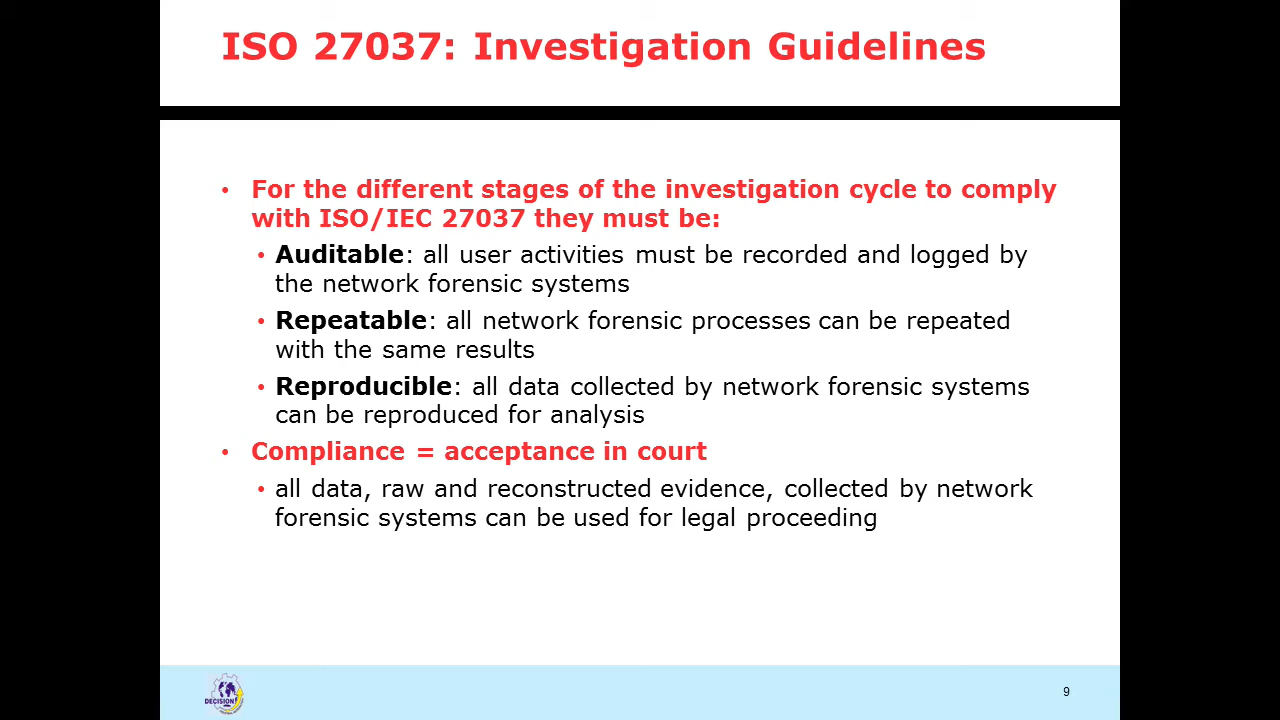 ISO 27037: Investigation Guidelines
• For the different stages of the investigation cycle to comply
with ISO/IEC 27037 they must be:
• Auditable: all user activities must be recorded and logged by
the network forensic systems
• Repeatable: all network forensic processes can be repeated
with the same results
• Reproducible: all data collected by network forensic systems
can be reproduced for analysis
• Compliance = acceptance in court
• all data, raw and reconstructed evidence, collected by network
forensic systems can be used for legal proceeding
DECISION
9